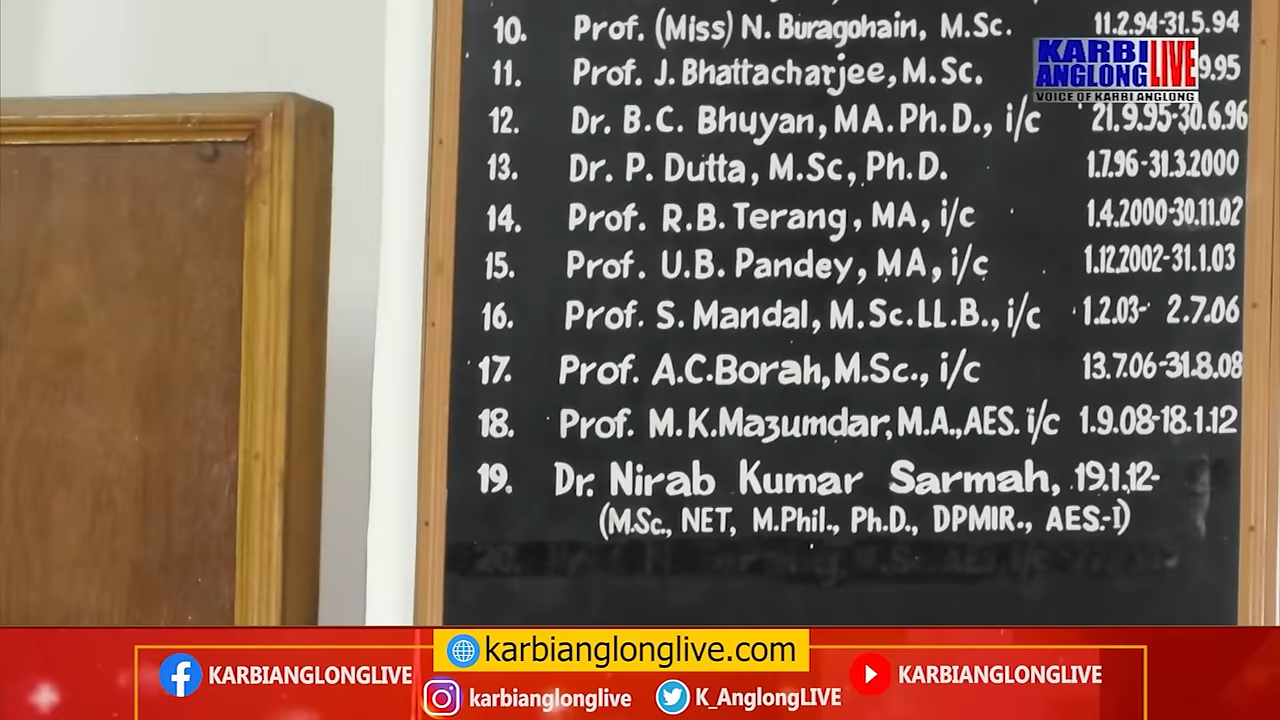 10. Prof. (Miss) N. Buragohain, M.Sc. 11.2.94-31.5.94
11. Prof. J. Bhattacharjee, M.Sc. 9.95
KARBI ANGLONG LIVE
VOICE OF KARBI ANGLONG
12. Dr. B.C. Bhuyan, MA.Ph.D., i/c 21.9.95-30.6.96
13. Dr. P. Dutta, M.Sc, Ph.D. 1.7.96-31.3.2000
14. Prof. R.B. Terang, MA, i/c 1.4.2000-30.11.02
15. Prof. U.B. Pandey, MA, i/c 1.12.2002-31.1.03
16. Prof. S. Mandal, M.Sc.LL.B., i/c 1.2.03- 2.7.06
17. Prof. A.C.Borah, M.Sc., i/c 13.7.06-31.8.08
18. Prof. M.K.Mazumdar, M.A., AES. i/c 1.9.08-18.1.12
19. Dr. Nirab Kumar Sarmah, 19.1.12-
(M.Sc., NET, M.Phil., Ph.D., DPMIR., AES.-I)
20.
karbianglonglive.com
KARBIANGLONGLIVE
karbianglonglive
K_AnglongLIVE
KARBIANGLONGLIVE